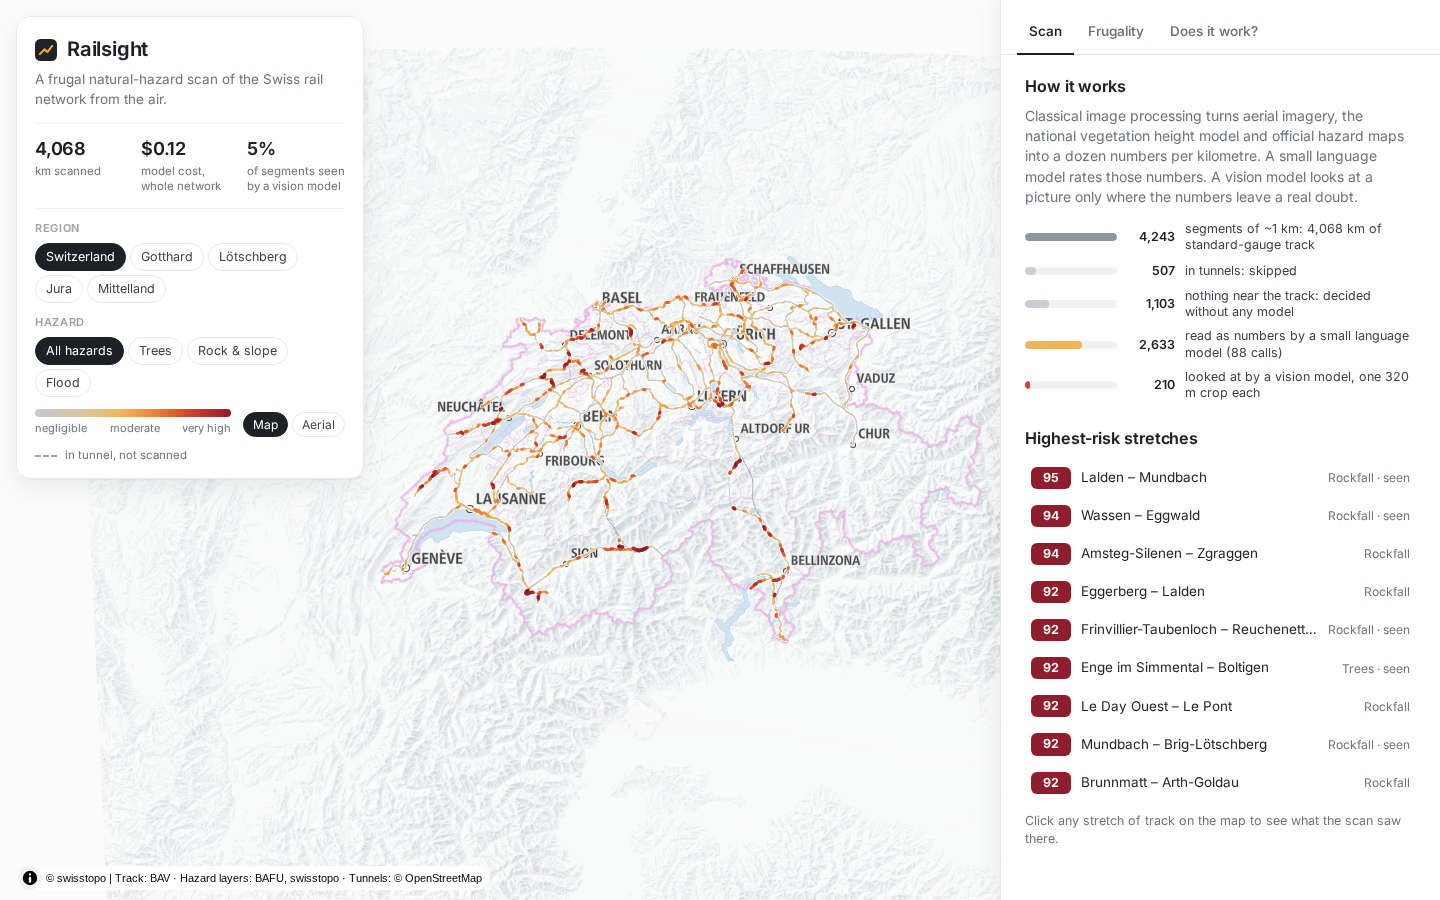 Railsight
A frugal natural-hazard scan of the Swiss rail
network from the air.
4,068
km scanned
$0.12
model cost,
whole network
5%
of segments seen
by a vision model
REGION
Switzerland
Gotthard
Lötschberg
Jura
Mittelland
HAZARD
All hazards
Trees
Rock & slope
Flood
negligible
moderate
very high
Map
Aerial
in tunnel, not scanned
SCHAFFHAUSEN
BASEL
FRAUENFELD
ST. GALLEN
DELÉMONT
AARAU
ZÜRICH
SOLOTHURN
VADUZ
LUZERN
NEUCHÂTEL
BERN
ALTDORF UR
CHUR
FRIBOURG
LAUSANNE
SION
BELLINZONA
GENÈVE
© swisstopo | Track: BAV · Hazard layers: BAFU, swisstopo · Tunnels: © OpenStreetMap
Scan
Frugality
Does it work?
How it works
Classical image processing turns aerial imagery, the
national vegetation height model and official hazard maps
into a dozen numbers per kilometre. A small language
model rates those numbers. A vision model looks at a
picture only where the numbers leave a real doubt.
4,243 segments of ~1 km: 4,068 km of
standard-gauge track
507 in tunnels: skipped
1,103 nothing near the track: decided
without any model
2,633 read as numbers by a small language
model (88 calls)
210 looked at by a vision model, one 320
m crop each
Highest-risk stretches
95 Lalden – Mundbach Rockfall · seen
94 Wassen – Eggwald Rockfall · seen
94 Amsteg-Silenen – Zgraggen Rockfall
92 Eggerberg – Lalden Rockfall
92 Frinvillier-Taubenloch – Reuchenett... Rockfall · seen
92 Enge im Simmental – Boltigen Trees · seen
92 Le Day Ouest – Le Pont Rockfall
92 Mundbach – Brig-Lötschberg Rockfall · seen
92 Brunnmatt – Arth-Goldau Rockfall
Click any stretch of track on the map to see what the scan saw
there.